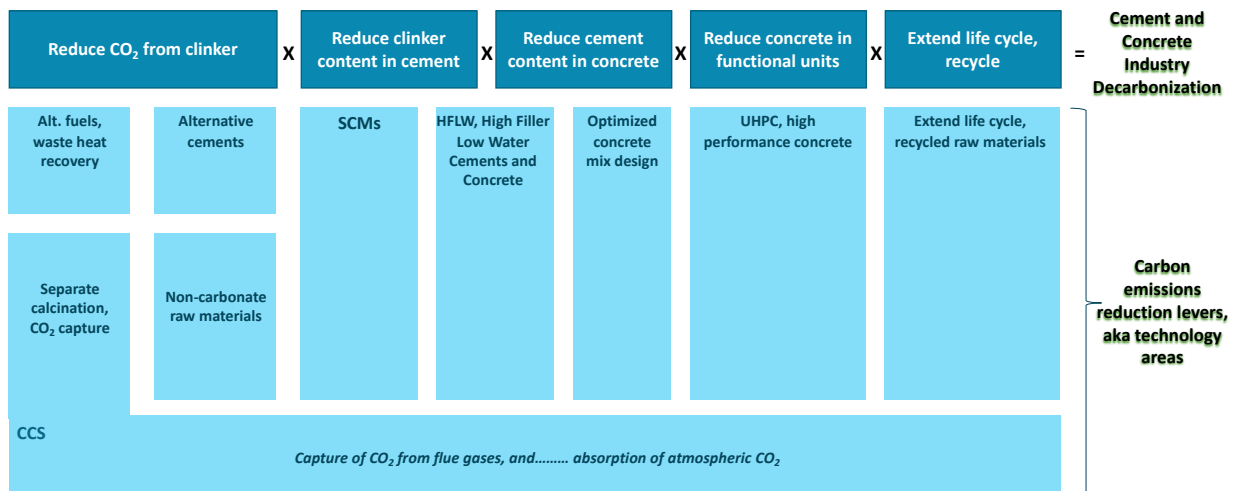 Reduce CO₂ from clinker
X
Reduce clinker
content in cement
X
Reduce cement
content in concrete
X
Reduce concrete in
functional units
X
Extend life cycle,
recycle
=
Cement and
Concrete
Industry
Decarbonization
Alt. fuels,
waste heat
recovery
Alternative
cements
SCMs
HFLW, High Filler
Low Water
Cements and
Concrete
Optimized
concrete
mix design
UHPC, high
performance concrete
Extend life cycle,
recycled raw materials
Separate
calcination,
CO₂ capture
Non-carbonate
raw materials
Carbon
emissions
reduction levers,
aka technology
areas
CCS
Capture of CO₂ from flue gases, and......... absorption of atmospheric CO₂